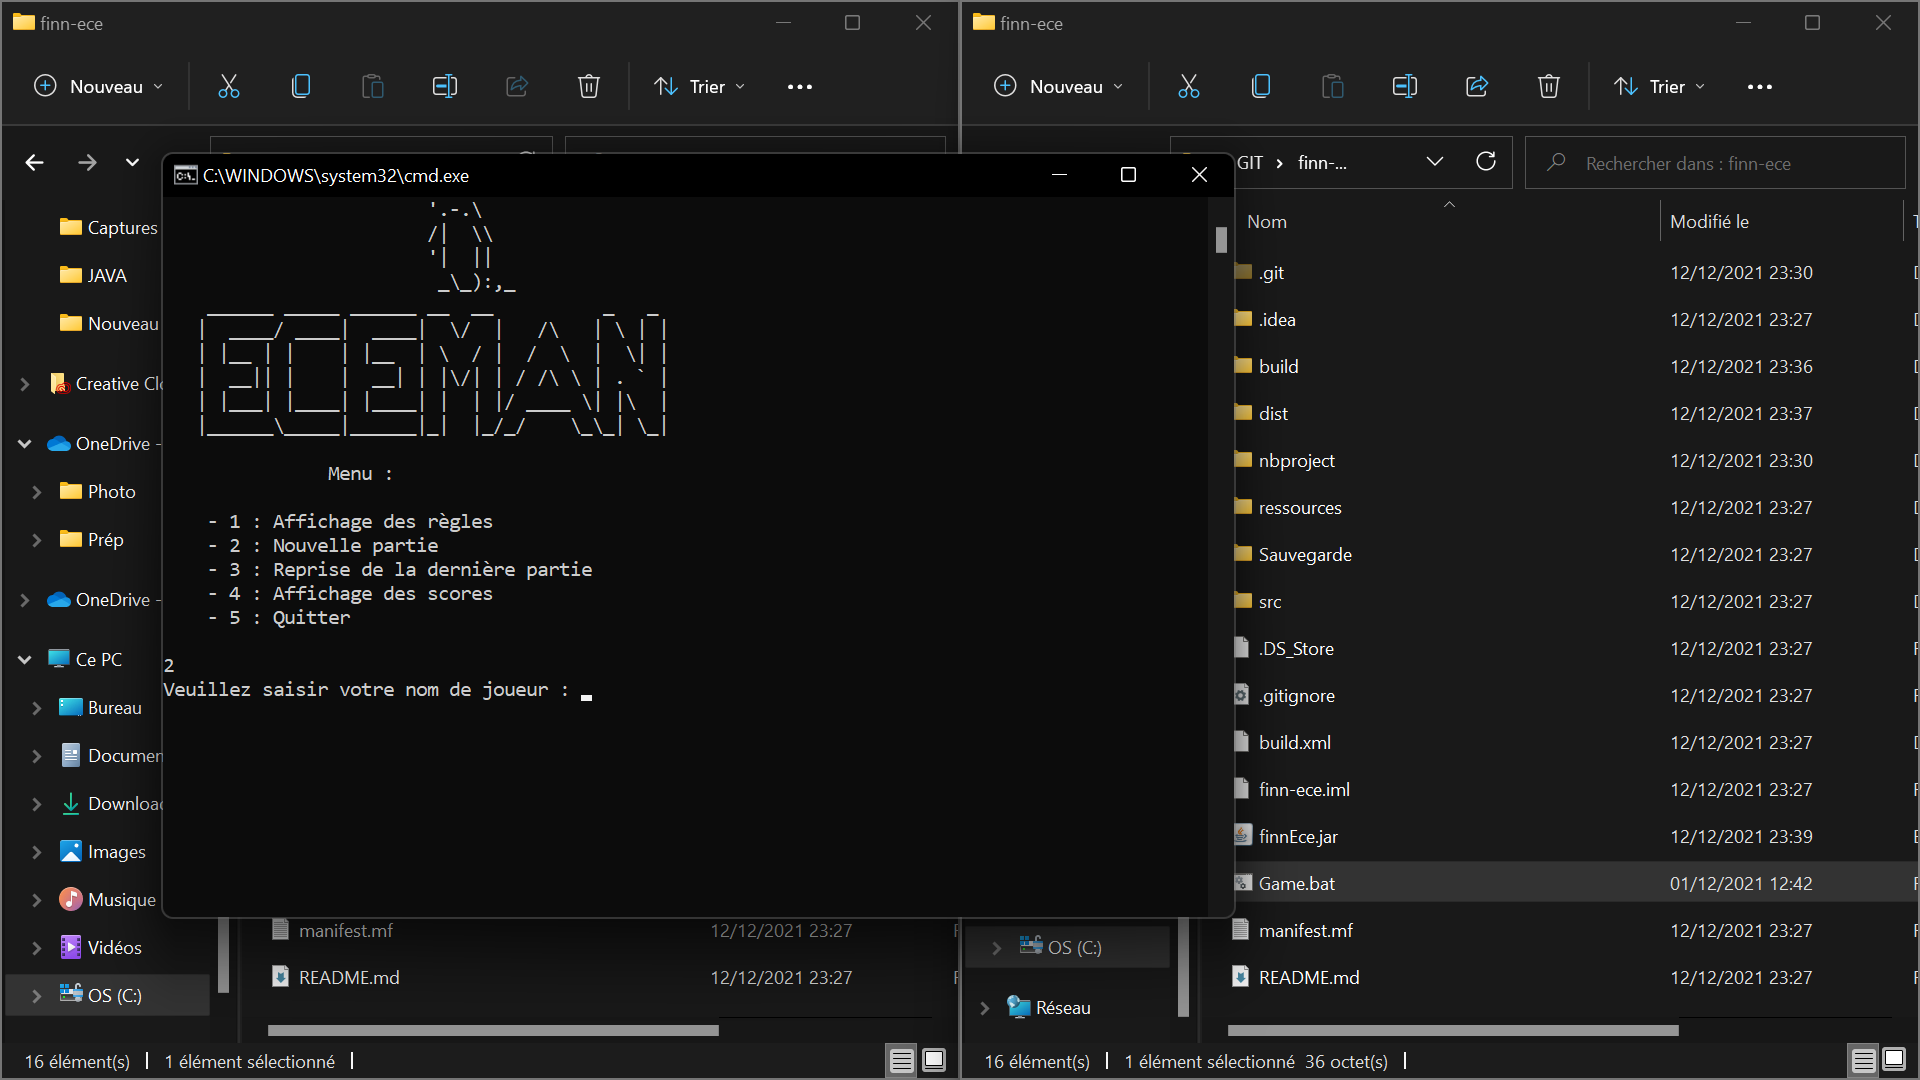 finn-ece
Nouveau
Trier
Captures
JAVA
Nouveau
Creative Clo
OneDrive -
Photo
Prép
OneDrive -
Ce PC
Bureau
Documen
Download
Images
Musique
Vidéos
OS (C:)
manifest.mf 12/12/2021 23:27 F
README.md 12/12/2021 23:27 F
16 élément(s) 1 élément sélectionné
C:\WINDOWS\system32\cmd.exe
ECEMAN
Menu :
- 1 : Affichage des règles
- 2 : Nouvelle partie
- 3 : Reprise de la dernière partie
- 4 : Affichage des scores
- 5 : Quitter
2
Veuillez saisir votre nom de joueur :
finn-ece
Nouveau
Trier
GIT > finn-...
Rechercher dans : finn-ece
Nom Modifié le
.git 12/12/2021 23:30
.idea 12/12/2021 23:27
build 12/12/2021 23:36
dist 12/12/2021 23:37
nbproject 12/12/2021 23:30
ressources 12/12/2021 23:27
Sauvegarde 12/12/2021 23:27
src 12/12/2021 23:27
.DS_Store 12/12/2021 23:27
.gitignore 12/12/2021 23:27
build.xml 12/12/2021 23:27
finn-ece.iml 12/12/2021 23:27
finnEce.jar 12/12/2021 23:39
Game.bat 01/12/2021 12:42
manifest.mf 12/12/2021 23:27
README.md 12/12/2021 23:27
OS (C:)
Réseau
16 élément(s) 1 élément sélectionné 36 octet(s)